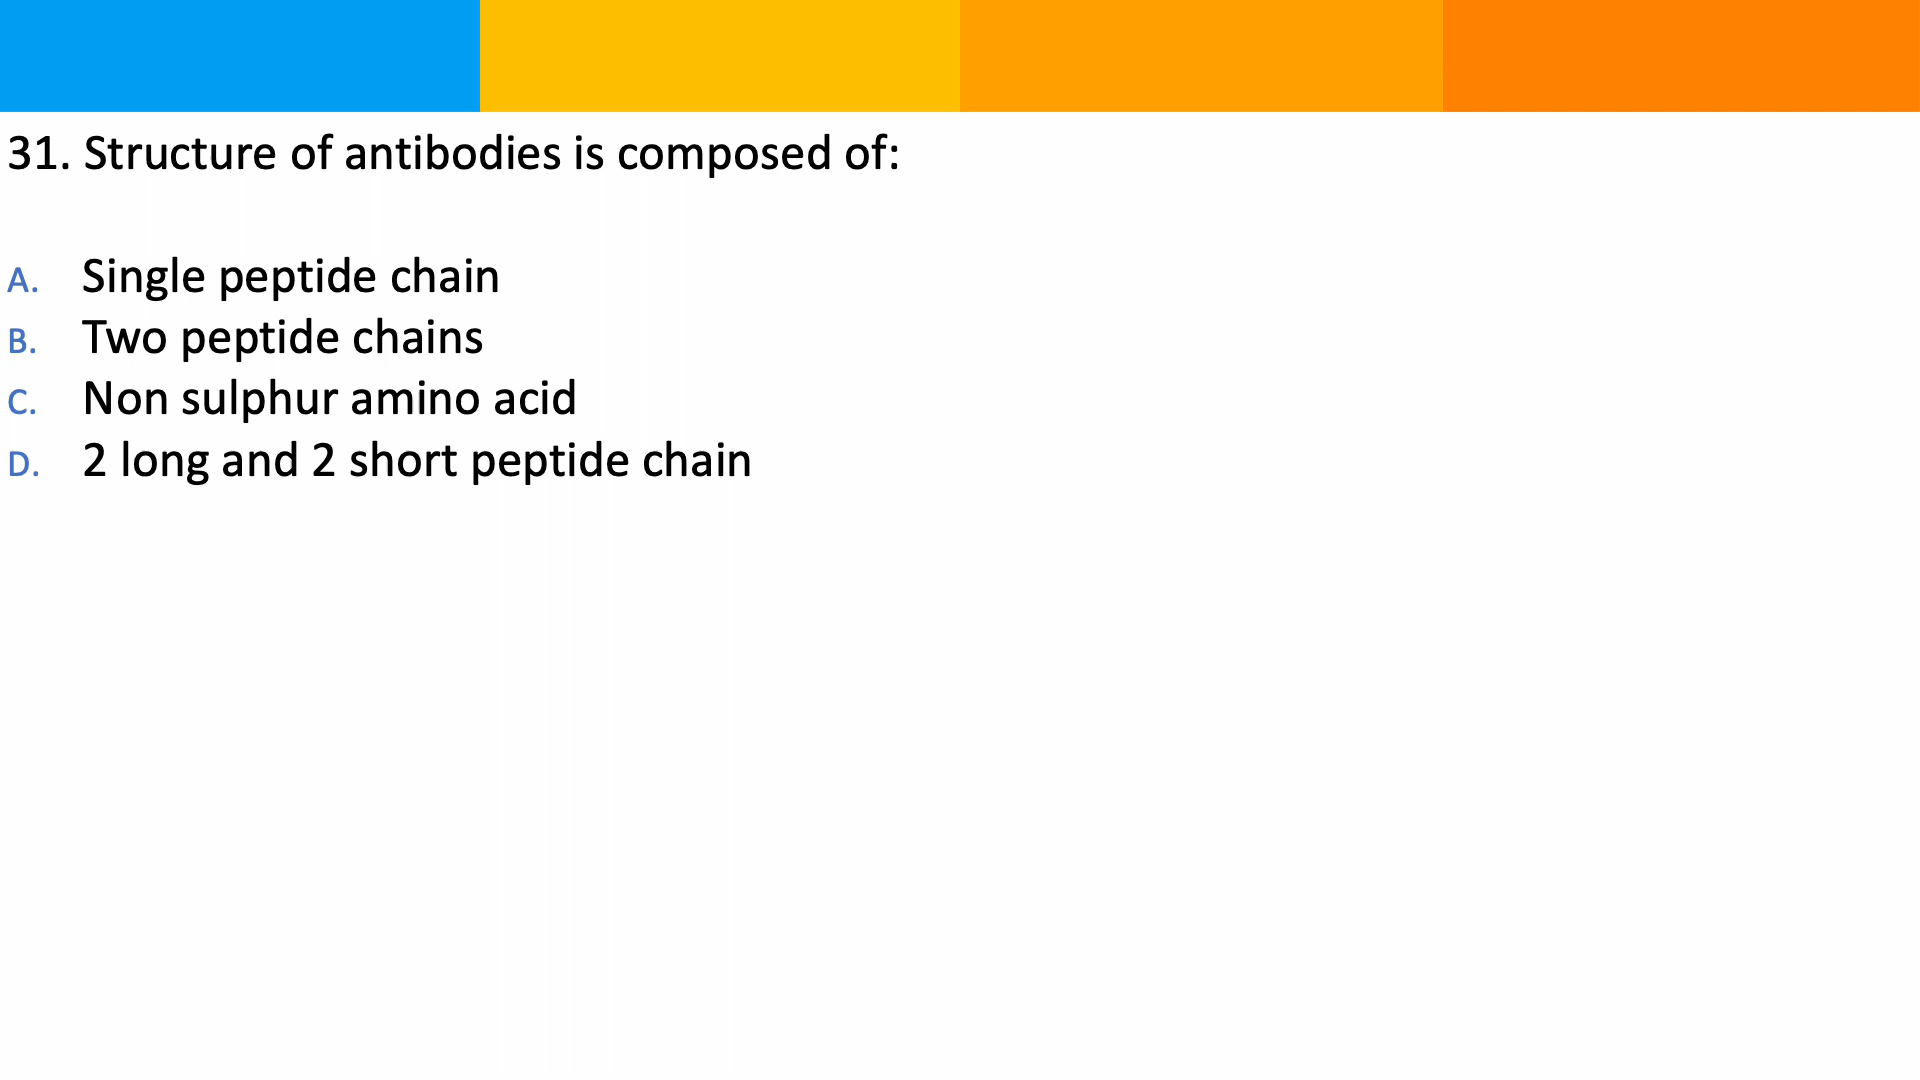 31. Structure of antibodies is composed of:
A. Single peptide chain
B. Two peptide chains
C. Non sulphur amino acid
D. 2 long and 2 short peptide chain